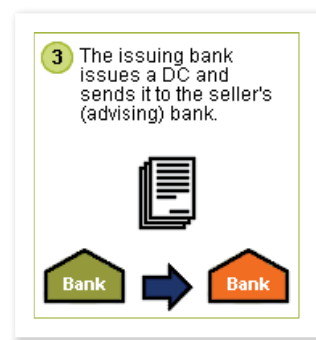 3 The issuing bank
issues a DC and
sends it to the seller's
(advising) bank.
Bank
Bank